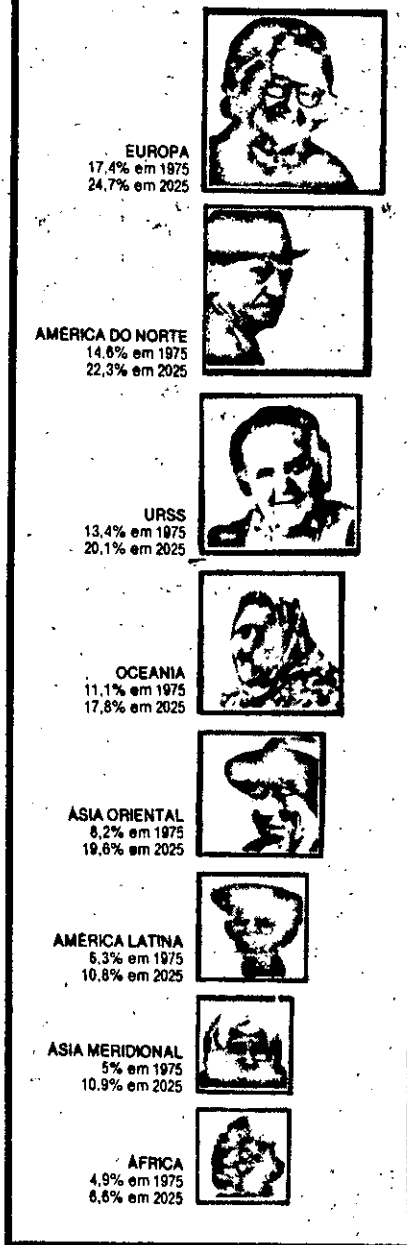 EUROPA
17,4% em 1975
24,7% em 2025
AMÉRICA DO NORTE
14,6% em 1975
22,3% em 2025
URSS
13,4% em 1975
20,1% em 2025
OCEANIA
11,1% em 1975
17,8% em 2025
ÁSIA ORIENTAL
8,2% em 1975
19,6% em 2025
AMÉRICA LATINA
6,3% em 1975
10,8% em 2025
ÁSIA MERIDIONAL
5% em 1975
10,9% em 2025
ÁFRICA
4,9% em 1975
6,6% em 2025